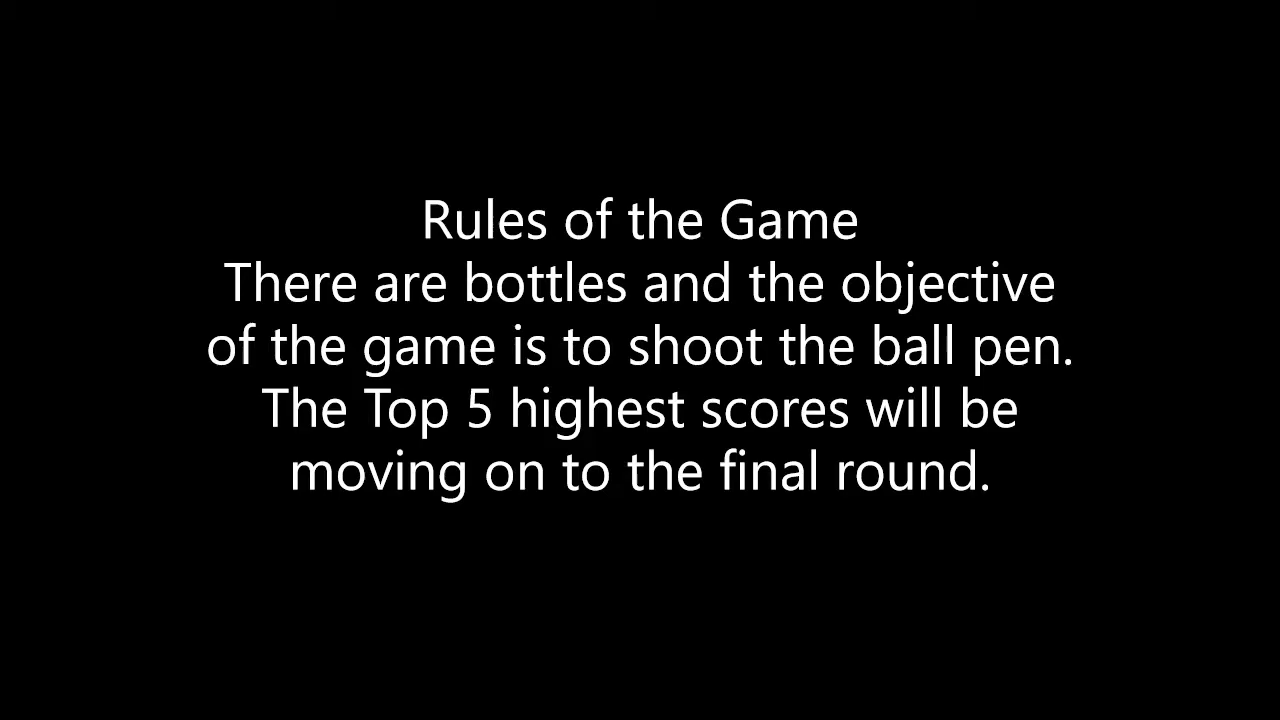 Rules of the Game
There are bottles and the objective
of the game is to shoot the ball pen.
The Top 5 highest scores will be
moving on to the final round.